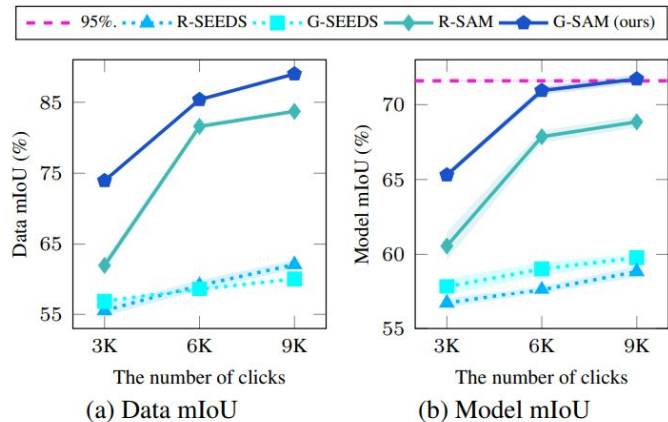 95%. R-SEEDS G-SEEDS R-SAM G-SAM (ours)
Data mIoU (%)
85
75
65
55
3K 6K 9K
The number of clicks
(a) Data mIoU
Model mIoU (%)
70
65
60
55
3K 6K 9K
The number of clicks
(b) Model mIoU